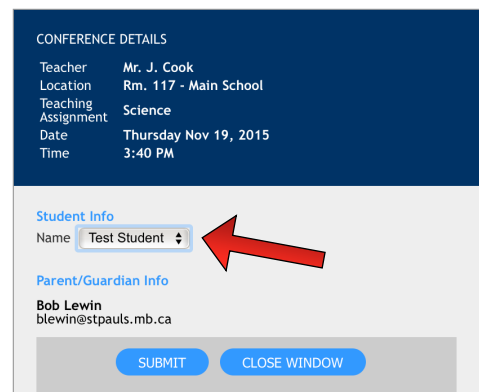 CONFERENCE DETAILS
Teacher Mr. J. Cook
Location Rm. 117 - Main School
Teaching
Assignment Science
Date Thursday Nov 19, 2015
Time 3:40 PM
Student Info
Name Test Student
Parent/Guardian Info
Bob Lewin
blewin@stpauls.mb.ca
SUBMIT CLOSE WINDOW